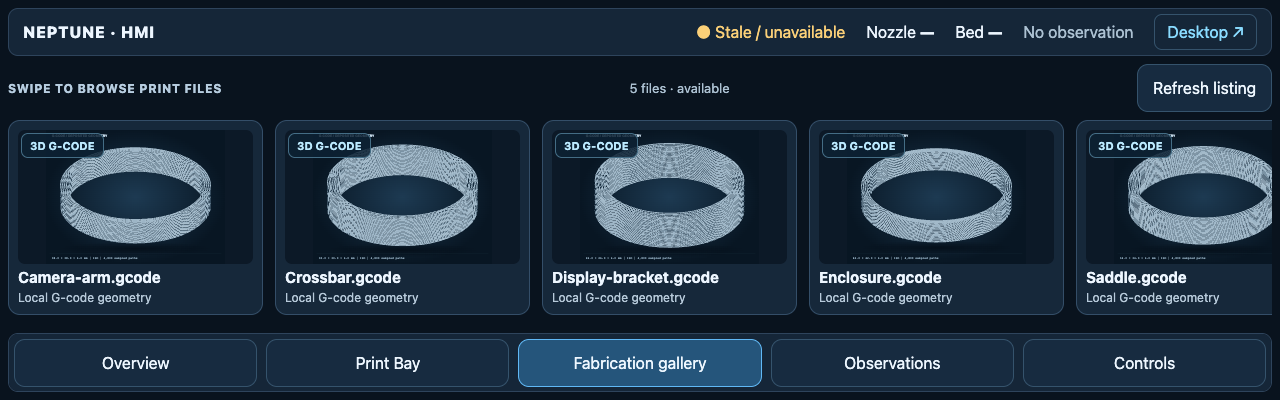 NEPTUNE · HMI
Stale / unavailable
Nozzle —
Bed —
No observation
Desktop ↗
SWIPE TO BROWSE PRINT FILES
5 files · available
Refresh listing
3D G-CODE
Camera-arm.gcode
Local G-code geometry
3D G-CODE
Crossbar.gcode
Local G-code geometry
3D G-CODE
Display-bracket.gcode
Local G-code geometry
3D G-CODE
Enclosure.gcode
Local G-code geometry
3D G-CODE
Saddle.gcode
Local G-code geometry
Overview
Print Bay
Fabrication gallery
Observations
Controls